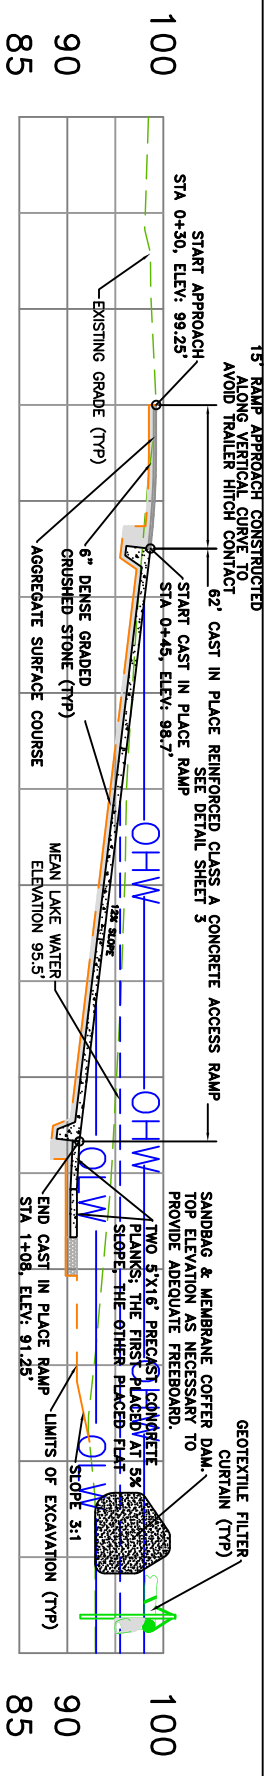 100
90
85
START APPROACH
STA 0+30, ELEV: 99.25'
EXISTING GRADE (TYP)
15' RAMP APPROACH CONSTRUCTED
ALONG VERTICAL CURVE TO
AVOID TRAILER HITCH CONTACT
62' CAST IN PLACE REINFORCED CLASS A CONCRETE ACCESS RAMP
SEE DETAIL SHEET 3
START CAST IN PLACE RAMP
STA 0+45, ELEV: 98.7'
6" DENSE GRADED
CRUSHED STONE (TYP)
AGGREGATE SURFACE COURSE
OHW
12% SLOPE
MEAN LAKE WATER
ELEVATION 95.5'
OHW
OLW
END CAST IN PLACE RAMP
STA 1+08, ELEV: 91.25'
TWO 5'X16' PRECAST CONCRETE
PLANKS; THE FIRST PLACED AT 5%
SLOPE, THE OTHER PLACED FLAT
SANDBAG & MEMBRANE COFFER DAM.
TOP ELEVATION AS NECESSARY TO
PROVIDE ADEQUATE FREEBOARD.
OLW
SLOPE 3:1
LIMITS OF EXCAVATION (TYP)
GEOTEXTILE FILTER
CURTAIN (TYP)
100
90
85